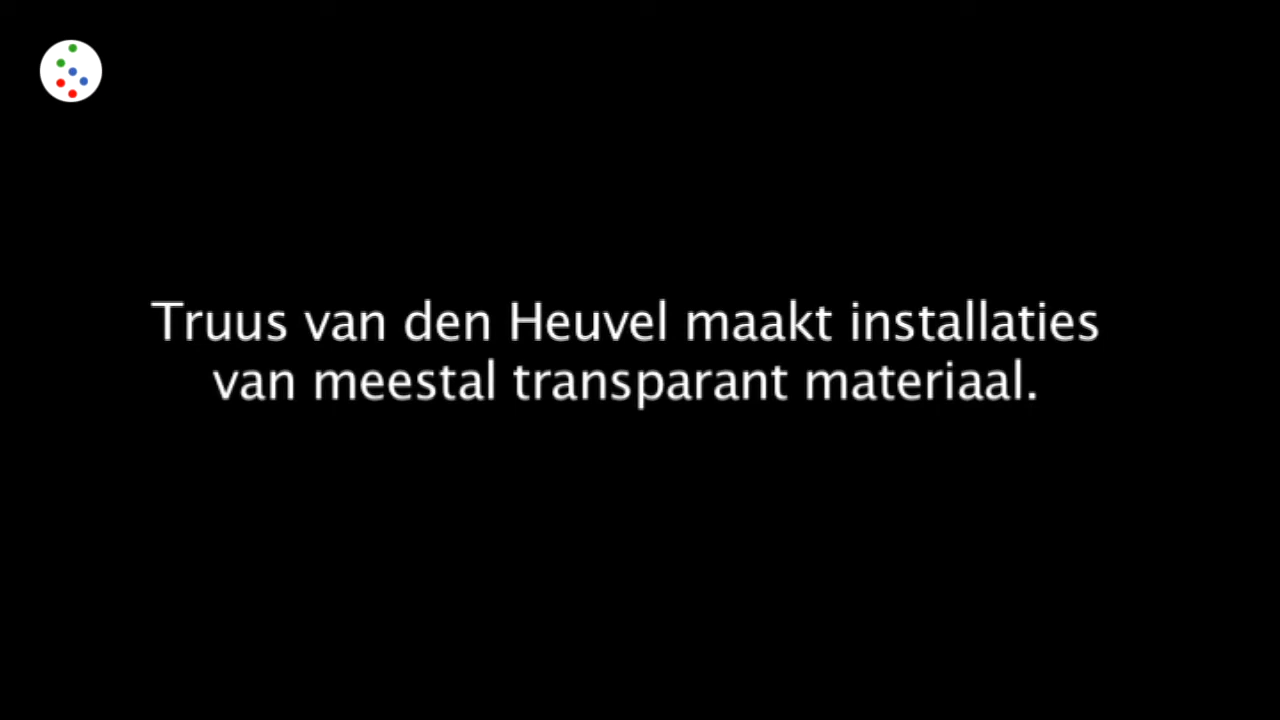 Truus van den Heuvel maakt installaties
van meestal transparant materiaal.